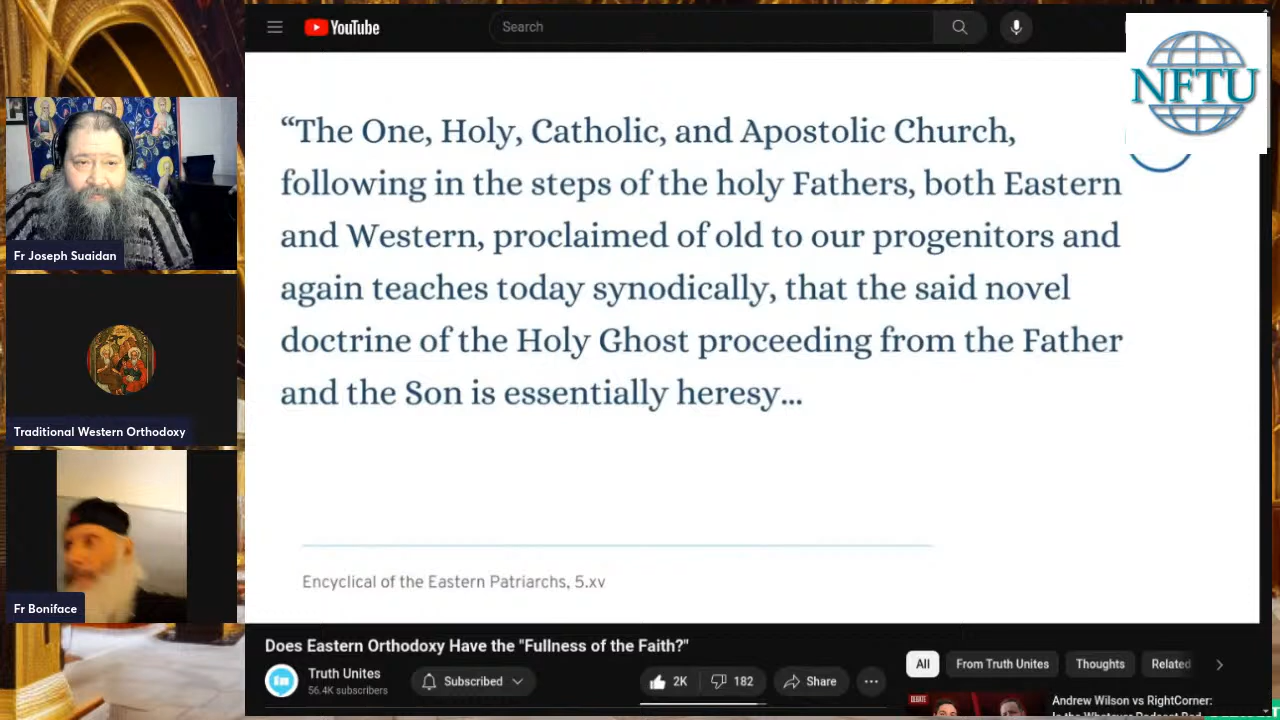 YouTube
Search
NFTU
“The One, Holy, Catholic, and Apostolic Church,
following in the steps of the holy Fathers, both Eastern
and Western, proclaimed of old to our progenitors and
again teaches today synodically, that the said novel
doctrine of the Holy Ghost proceeding from the Father
and the Son is essentially heresy...
Encyclical of the Eastern Patriarchs, 5.xv
Fr Joseph Suaidan
Traditional Western Orthodoxy
Fr Boniface
Does Eastern Orthodoxy Have the "Fullness of the Faith?"
Truth Unites
56.4K subscribers
Subscribed
2K
182
Share
All
From Truth Unites
Thoughts
Related
DEBATE
Andrew Wilson vs RightCorner: